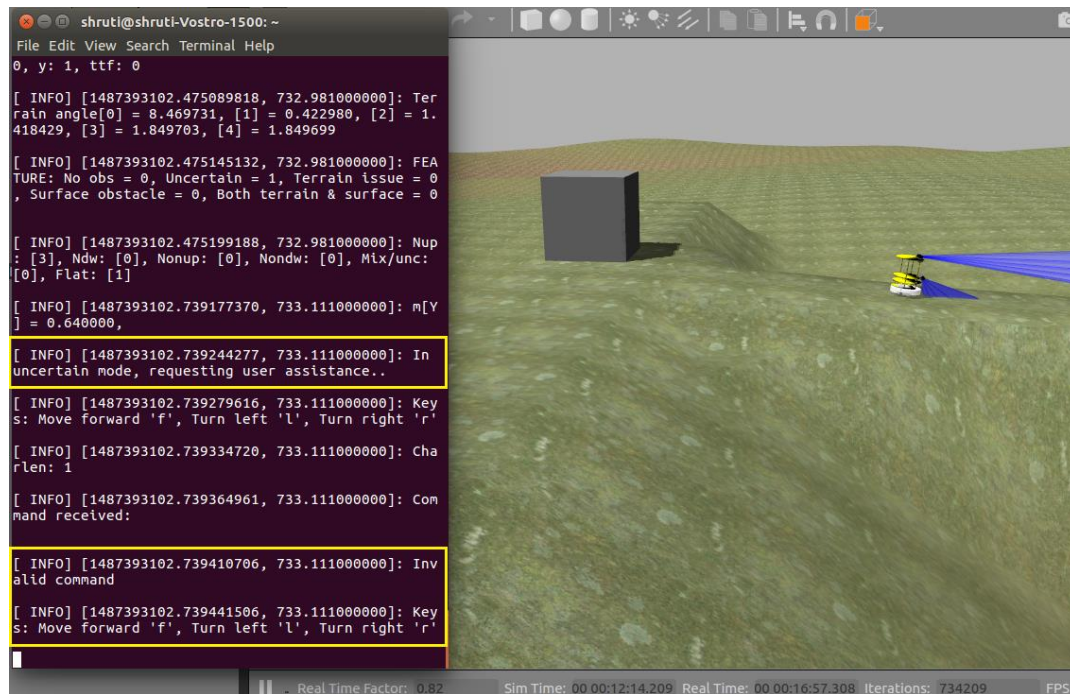 shruti@shruti-Vostro-1500: ~
File Edit View Search Terminal Help
0, y: 1, ttf: 0
[ INFO] [1487393102.475089818, 732.981000000]: Ter
rain angle[0] = 8.469731, [1] = 0.422980, [2] = 1.
418429, [3] = 1.849703, [4] = 1.849699
[ INFO] [1487393102.475145132, 732.981000000]: FEA
TURE: No obs = 0, Uncertain = 1, Terrain issue = 0
, Surface obstacle = 0, Both terrain & surface = 0
[ INFO] [1487393102.475199188, 732.981000000]: Nup
: [3], Ndw: [0], Nonup: [0], Nondw: [0], Mix/unc:
[0], Flat: [1]
[ INFO] [1487393102.739177370, 733.111000000]: m[Y
] = 0.640000,
[ INFO] [1487393102.739244277, 733.111000000]: In
uncertain mode, requesting user assistance..
[ INFO] [1487393102.739279616, 733.111000000]: Key
s: Move forward 'f', Turn left 'l', Turn right 'r'
[ INFO] [1487393102.739334720, 733.111000000]: Cha
rlen: 1
[ INFO] [1487393102.739364961, 733.111000000]: Com
mand received:
[ INFO] [1487393102.739410706, 733.111000000]: Inv
alid command
[ INFO] [1487393102.739441506, 733.111000000]: Key
s: Move forward 'f', Turn left 'l', Turn right 'r'
Real Time Factor: 0.82 Sim Time: 00 00:12:14.209 Real Time: 00 00:16:57.308 Iterations: 734209 FPS